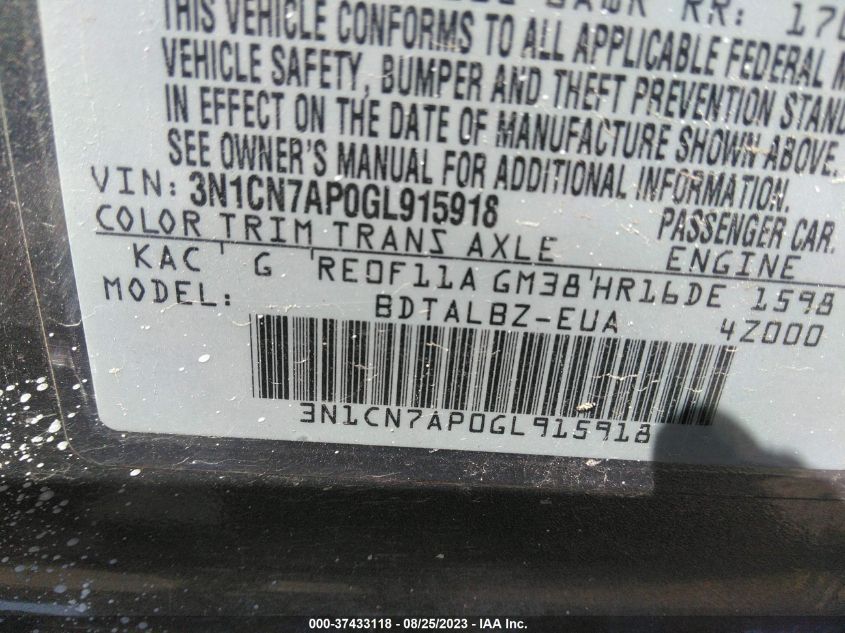 RR: 170
THIS VEHICLE CONFORMS TO ALL APPLICABLE FEDERAL M
VEHICLE SAFETY, BUMPER AND THEFT PREVENTION STAND
IN EFFECT ON THE DATE OF MANUFACTURE SHOWN ABOVE.
SEE OWNER'S MANUAL FOR ADDITIONAL INFORMATION.
VIN: 3N1CN7AP0GL915918 PASSENGER CAR.
COLOR TRIM TRANS AXLE ENGINE
KAC G RE0F11A GM38 HR16DE 1598
MODEL: BDTALBZ-EUA 4Z000
3N1CN7AP0GL915918
000-37433118 - 08/25/2023 - IAA Inc.